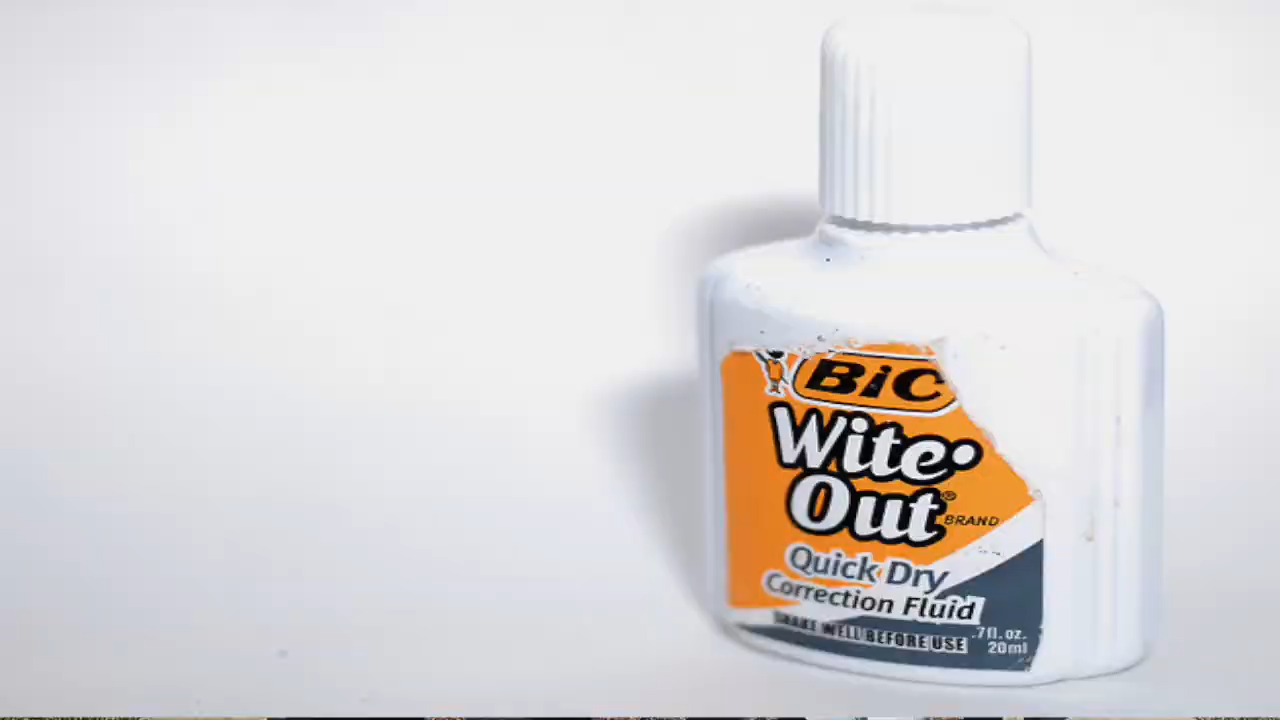 BiC
Wite•
Out®
BRAND
Quick Dry
Correction Fluid
SHAKE WELL BEFORE USE
.7 fl. oz.
20ml